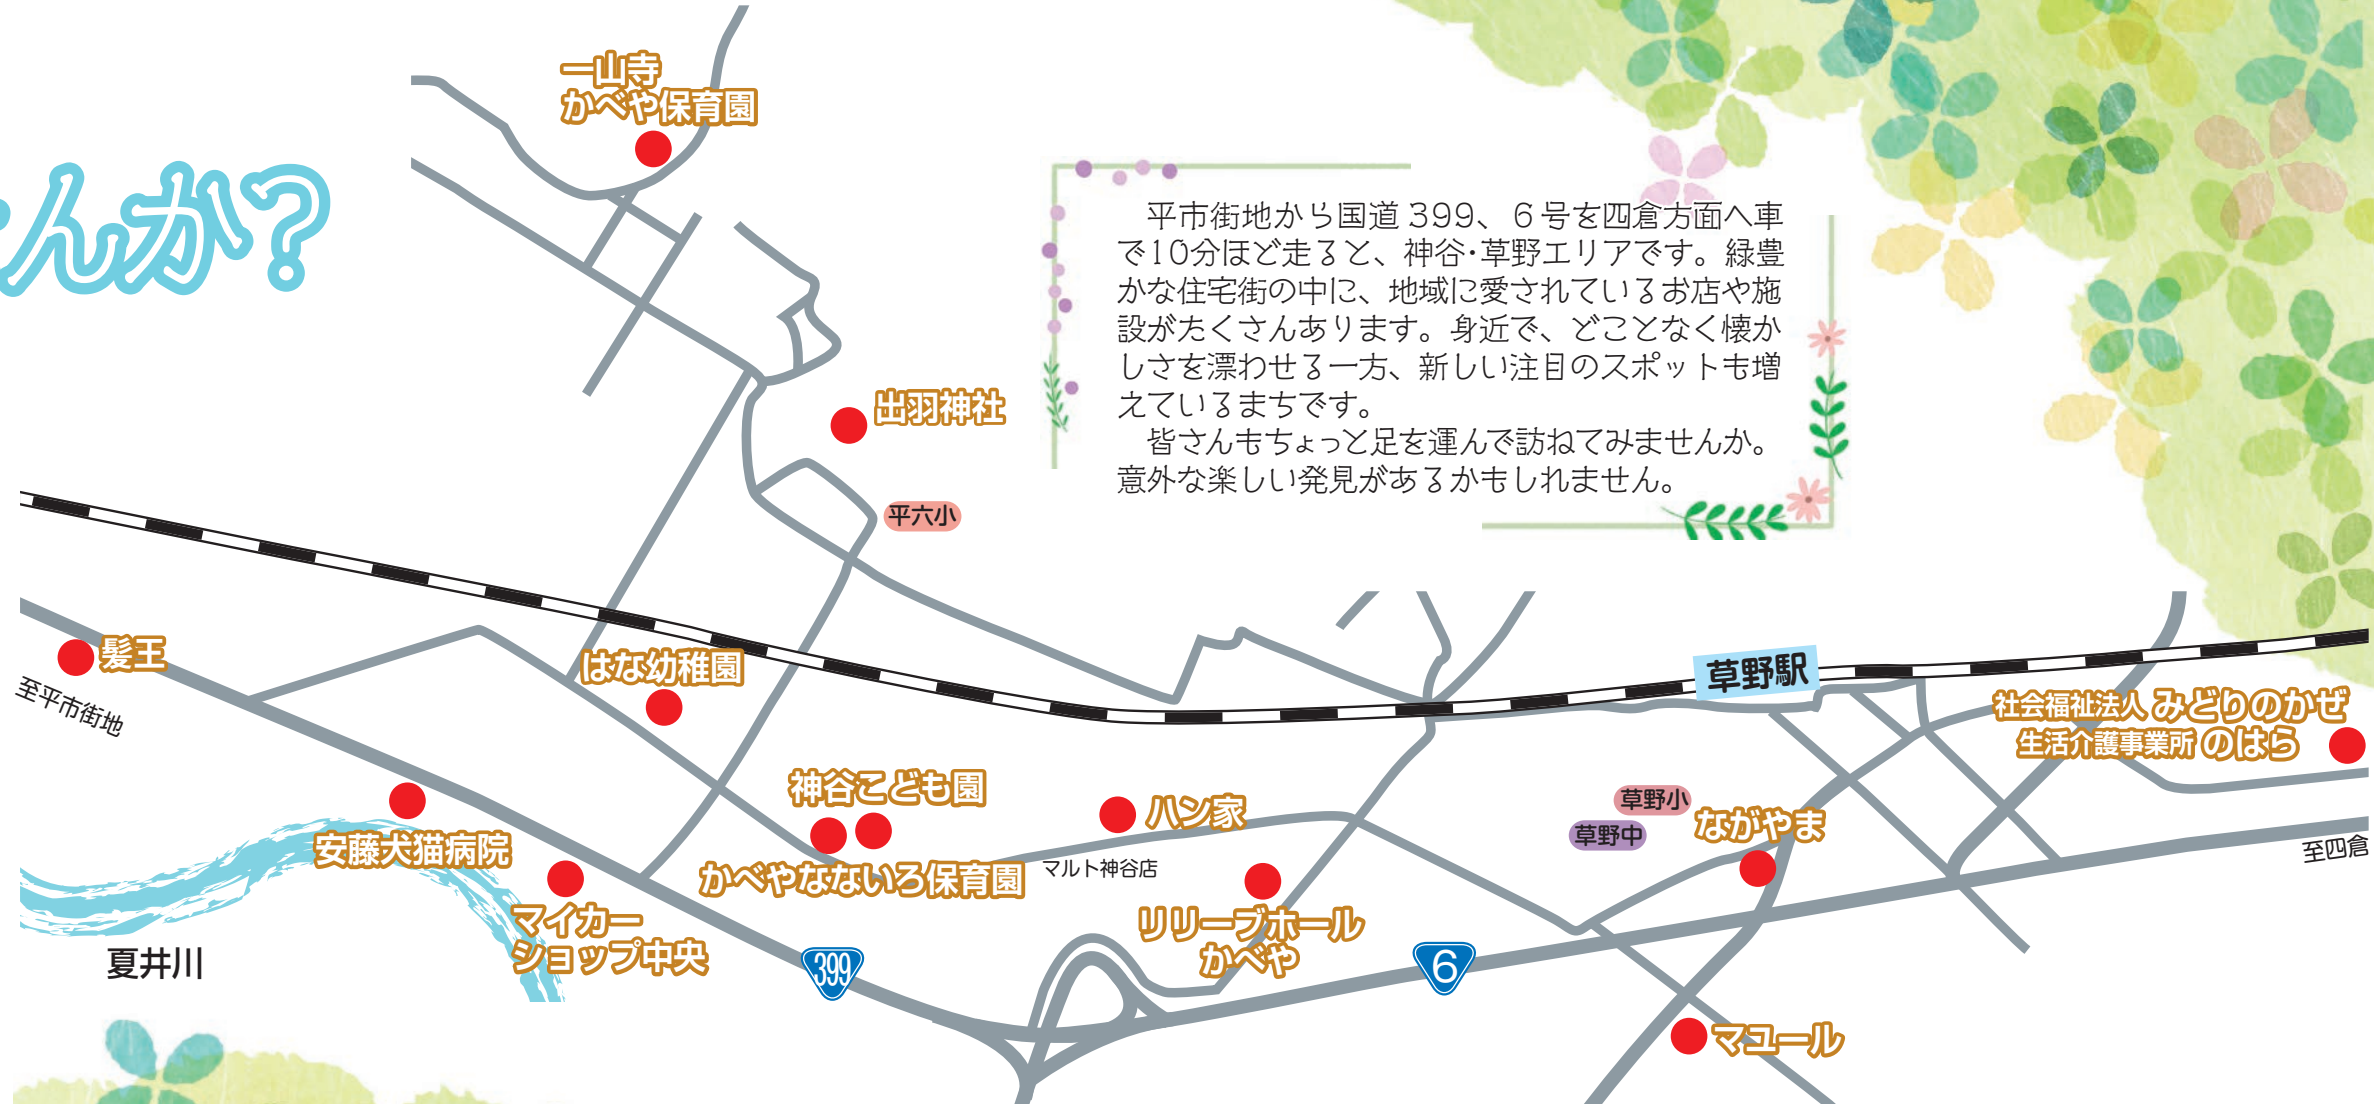 んか?
一山寺
かべや保育園
平市街地から国道399、6号を四倉方面へ車
で10分ほど走ると、神谷・草野エリアです。緑豊
かな住宅街の中に、地域に愛されているお店や施
設がたくさんあります。身近で、どことなく懐か
しさを漂わせる一方、新しい注目のスポットも増
えているまちです。
皆さんもちょっと足を運んで訪ねてみませんか。
意外な楽しい発見があるかもしれません。
出羽神社
平六小
髪王
至平市街地
はな幼稚園
草野駅
社会福祉法人 みどりのかぜ
生活介護事業所 のはら
神谷こども園
かべやなないろ保育園
ハン家
マルト神谷店
草野小
草野中
ながやま
至四倉
安藤犬猫病院
マイカー
ショップ中央
リリーブホール
かべや
夏井川
399
6
マユール